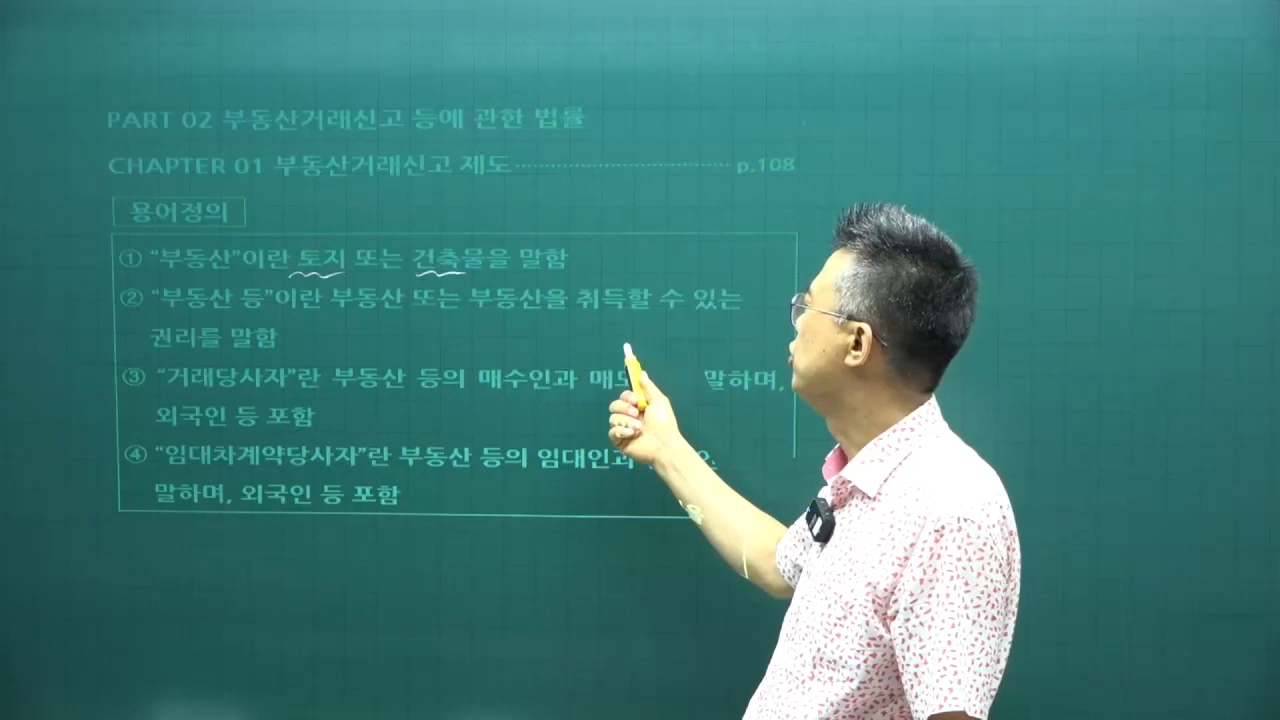 PART 02 부동산거래신고 등에 관한 법률
CHAPTER 01 부동산거래신고 제도 p.108
용어정의
① “부동산”이란 토지 또는 건축물을 말함
② “부동산 등”이란 부동산 또는 부동산을 취득할 수 있는
권리를 말함
③ “거래당사자”란 부동산 등의 매수인과 말하며,
외국인 등 포함
④ “임대차계약당사자”란 부동산 등의 임대인과
말하며, 외국인 등 포함